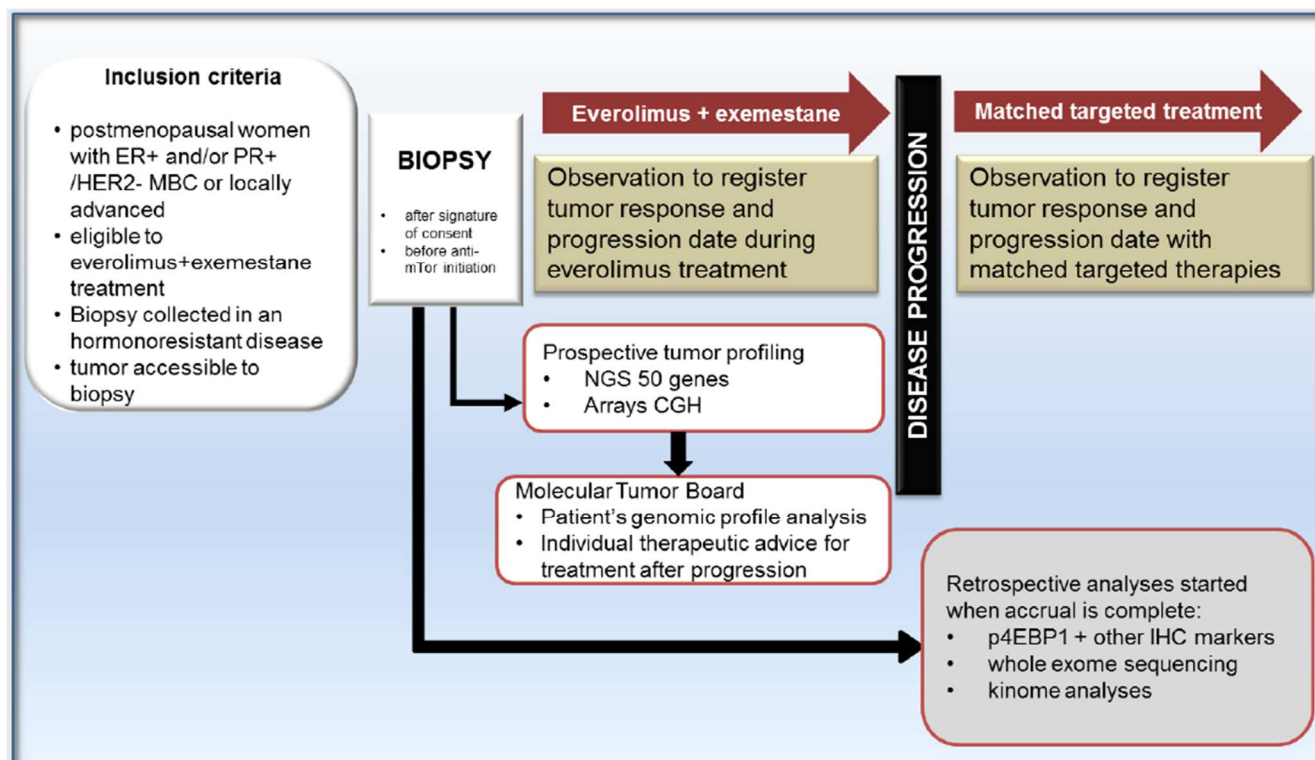 Inclusion criteria
• postmenopausal women
with ER+ and/or PR+
/HER2- MBC or locally
advanced
• eligible to
everolimus+exemestane
treatment
• Biopsy collected in an
hormonoresistant disease
• tumor accessible to
biopsy
BIOPSY
• after signature
of consent
• before anti-
mTor initiation
Everolimus + exemestane
Observation to register
tumor response and
progression date during
everolimus treatment
DISEASE PROGRESSION
Matched targeted treatment
Observation to register
tumor response and
progression date with
matched targeted therapies
Prospective tumor profiling
• NGS 50 genes
• Arrays CGH
Molecular Tumor Board
• Patient's genomic profile analysis
• Individual therapeutic advice for
treatment after progression
Retrospective analyses started
when accrual is complete:
• p4EBP1 + other IHC markers
• whole exome sequencing
• kinome analyses